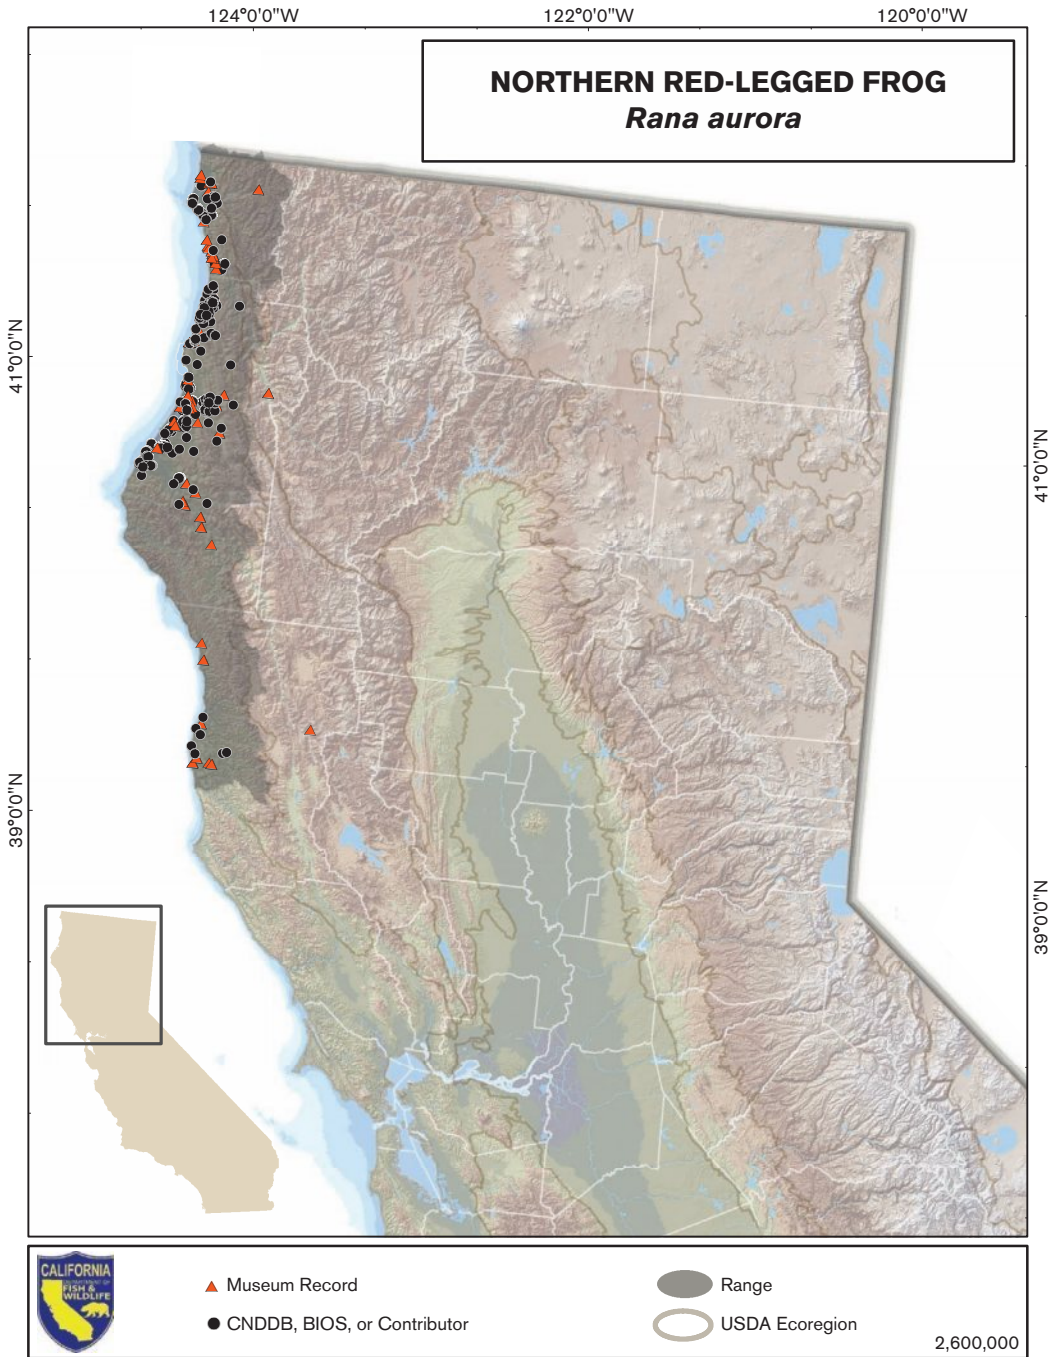 124°0'0"W 122°0'0"W 120°0'0"W
NORTHERN RED-LEGGED FROG
Rana aurora
41°0'0"N
41°0'0"N
39°0'0"N
39°0'0"N
CALIFORNIA
DEPARTMENT OF
FISH &
WILDLIFE
Museum Record
Range
CNDDB, BIOS, or Contributor
USDA Ecoregion
2,600,000